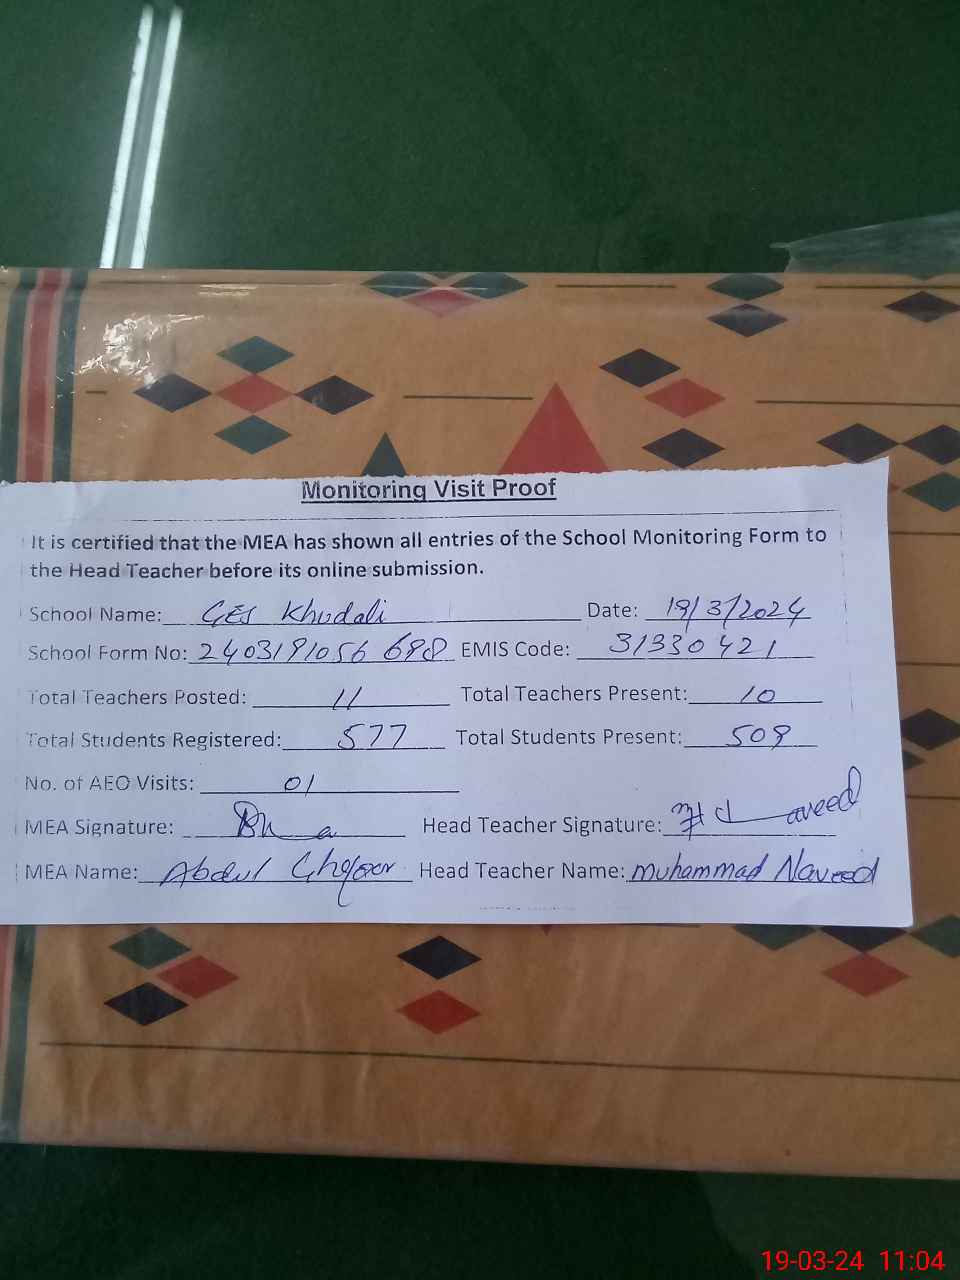 Monitoring Visit Proof
It is certified that the MEA has shown all entries of the School Monitoring Form to
the Head Teacher before its online submission.
School Name: GES Khudali Date: 19/3/2024
School Form No: 2403191056 698 EMIS Code: 31330421
Total Teachers Posted: 11 Total Teachers Present: 10
Total Students Registered: 577 Total Students Present: 509
No. of AEO Visits: 01
MEA Signature: Head Teacher Signature:
MEA Name: Abdul Ghafoor Head Teacher Name: Muhammad Naveed
19-03-24 11:04